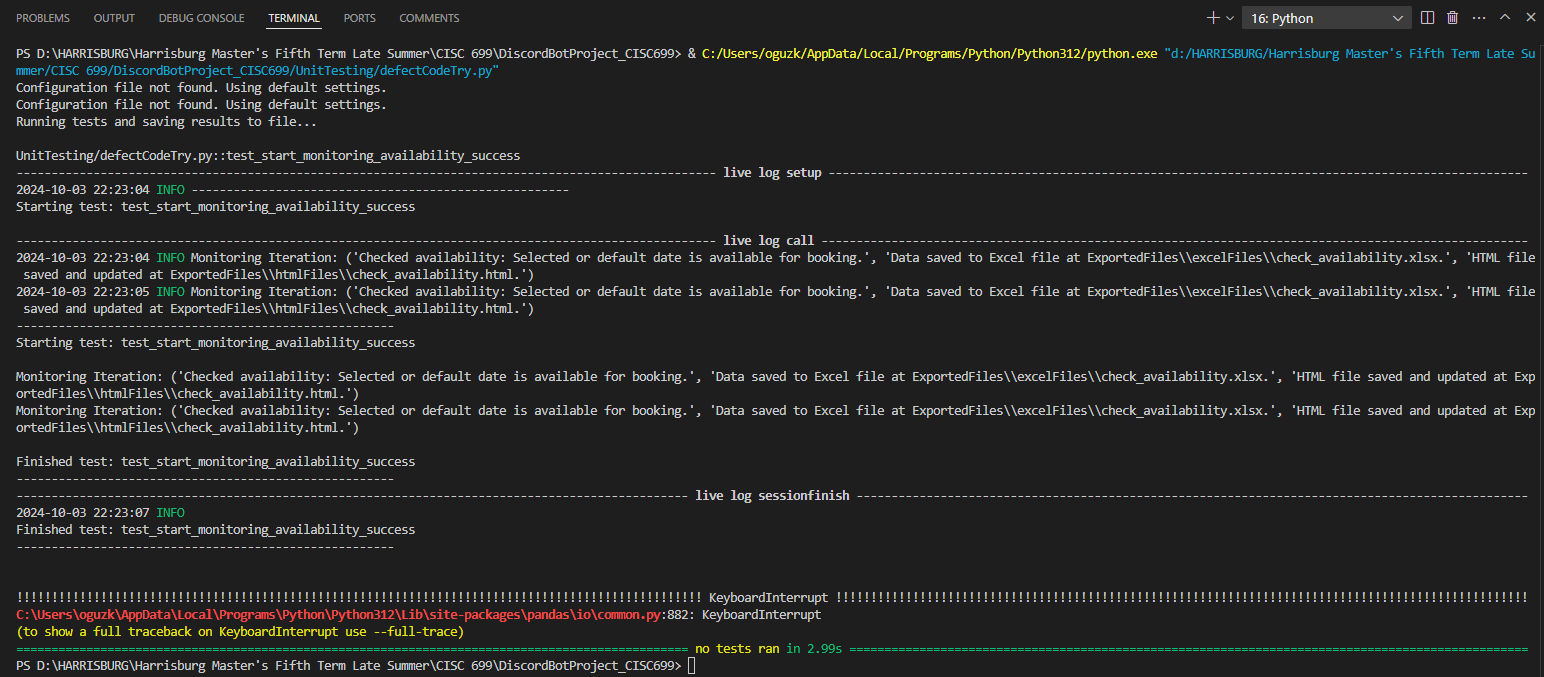 PROBLEMS OUTPUT DEBUG CONSOLE TERMINAL PORTS COMMENTS 16: Python
PS D:\HARRISBURG\Harrisburg Master's Fifth Term Late Summer\CISC 699\DiscordBotProject_CISC699> & C:/Users/oguzk/AppData/Local/Programs/Python/Python312/python.exe "d:/HARRISBURG/Harrisburg Master's Fifth Term Late Su
mmer/CISC 699/DiscordBotProject_CISC699/UnitTesting/defectCodeTry.py"
Configuration file not found. Using default settings.
Configuration file not found. Using default settings.
Running tests and saving results to file...
UnitTesting/defectCodeTry.py::test_start_monitoring_availability_success
---------------------------------------------------------------------------------------------------- live log setup ----------------------------------------------------------------------------------------------------
2024-10-03 22:23:04 INFO ------------------------------------------------------
Starting test: test_start_monitoring_availability_success
---------------------------------------------------------------------------------------------------- live log call -----------------------------------------------------------------------------------------------------
2024-10-03 22:23:04 INFO Monitoring Iteration: ('Checked availability: Selected or default date is available for booking.', 'Data saved to Excel file at ExportedFiles\\excelFiles\\check_availability.xlsx.', 'HTML file
saved and updated at ExportedFiles\\htmlFiles\\check_availability.html.')
2024-10-03 22:23:05 INFO Monitoring Iteration: ('Checked availability: Selected or default date is available for booking.', 'Data saved to Excel file at ExportedFiles\\excelFiles\\check_availability.xlsx.', 'HTML file
saved and updated at ExportedFiles\\htmlFiles\\check_availability.html.')
------------------------------------------------------
Starting test: test_start_monitoring_availability_success
Monitoring Iteration: ('Checked availability: Selected or default date is available for booking.', 'Data saved to Excel file at ExportedFiles\\excelFiles\\check_availability.xlsx.', 'HTML file saved and updated at Exp
ortedFiles\\htmlFiles\\check_availability.html.')
Monitoring Iteration: ('Checked availability: Selected or default date is available for booking.', 'Data saved to Excel file at ExportedFiles\\excelFiles\\check_availability.xlsx.', 'HTML file saved and updated at Exp
ortedFiles\\htmlFiles\\check_availability.html.')
Finished test: test_start_monitoring_availability_success
------------------------------------------------------
------------------------------------------------------------------------------------------------ live log sessionfinish ------------------------------------------------------------------------------------------------
2024-10-03 22:23:07 INFO
Finished test: test_start_monitoring_availability_success
------------------------------------------------------
!!!!!!!!!!!!!!!!!!!!!!!!!!!!!!!!!!!!!!!!!!!!!!!!!!!!!!!!!!!!!!!!!!!!!!!!!!!!!!!!!!!!!!!!!!!!!!!!!! KeyboardInterrupt !!!!!!!!!!!!!!!!!!!!!!!!!!!!!!!!!!!!!!!!!!!!!!!!!!!!!!!!!!!!!!!!!!!!!!!!!!!!!!!!!!!!!!!!!!!!!!!!!!!
C:\Users\oguzk\AppData\Local\Programs\Python\Python312\Lib\site-packages\pandas\io\common.py:882: KeyboardInterrupt
(to show a full traceback on KeyboardInterrupt use --full-trace)
================================================================================================ no tests ran in 2.99s =================================================================================================
PS D:\HARRISBURG\Harrisburg Master's Fifth Term Late Summer\CISC 699\DiscordBotProject_CISC699>